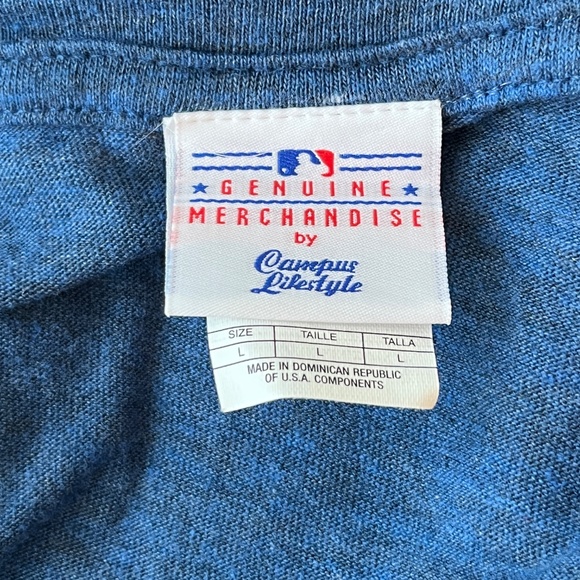 GENUINE
MERCHANDISE
by
Campus
Lifestyle
SIZE TAILLE TALLA
L L L
MADE IN DOMINICAN REPUBLIC
OF U.S.A. COMPONENTS